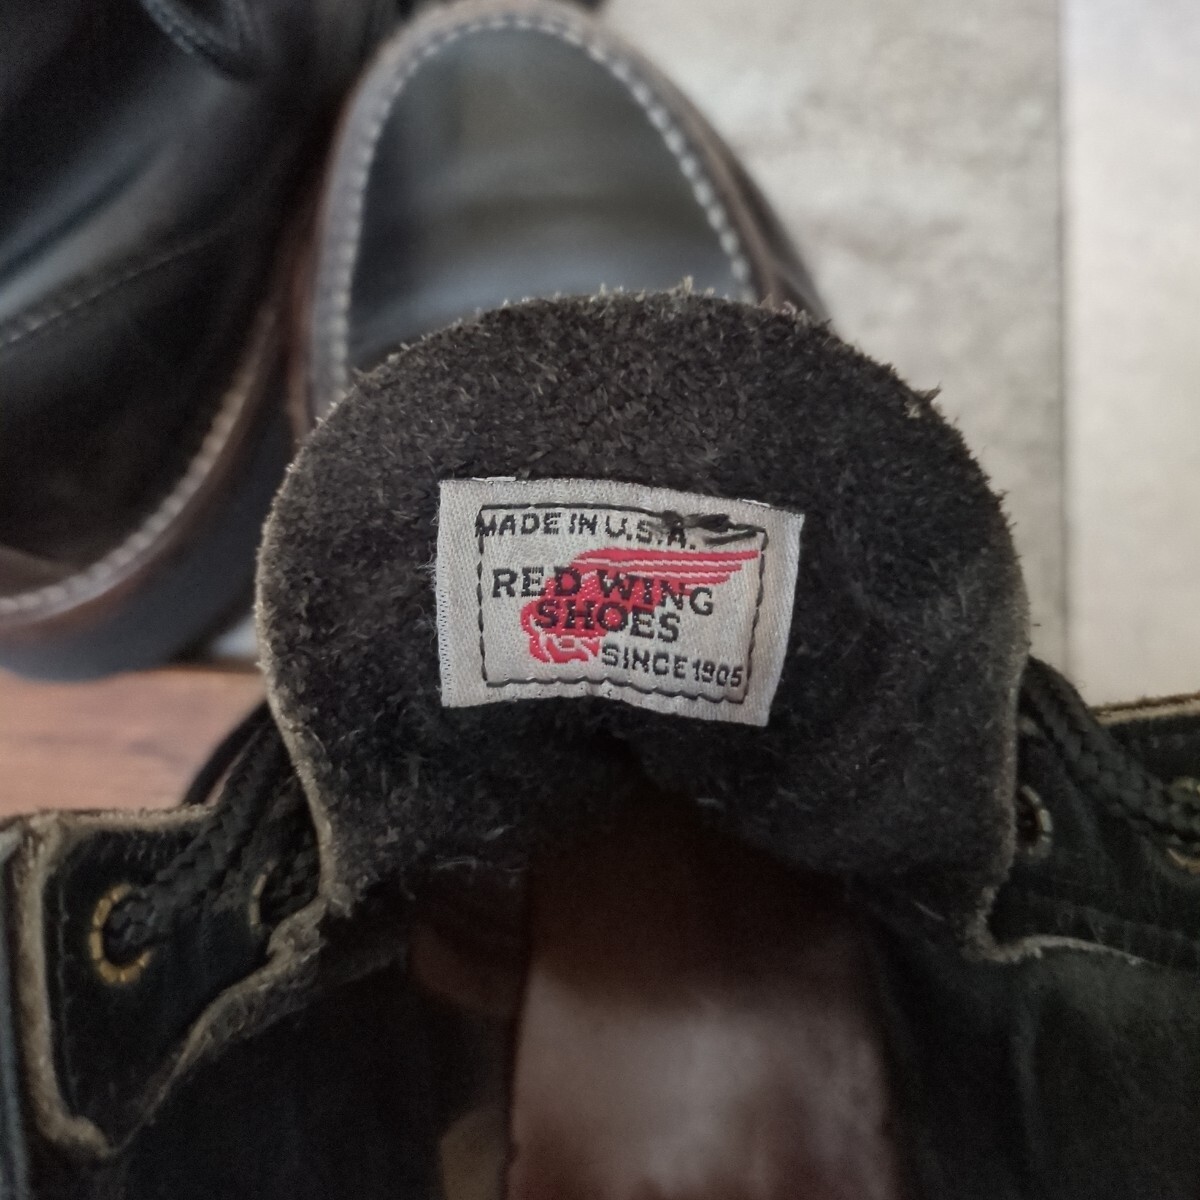 MADE IN U.S.A.
RED WING
SHOES
SINCE 1905